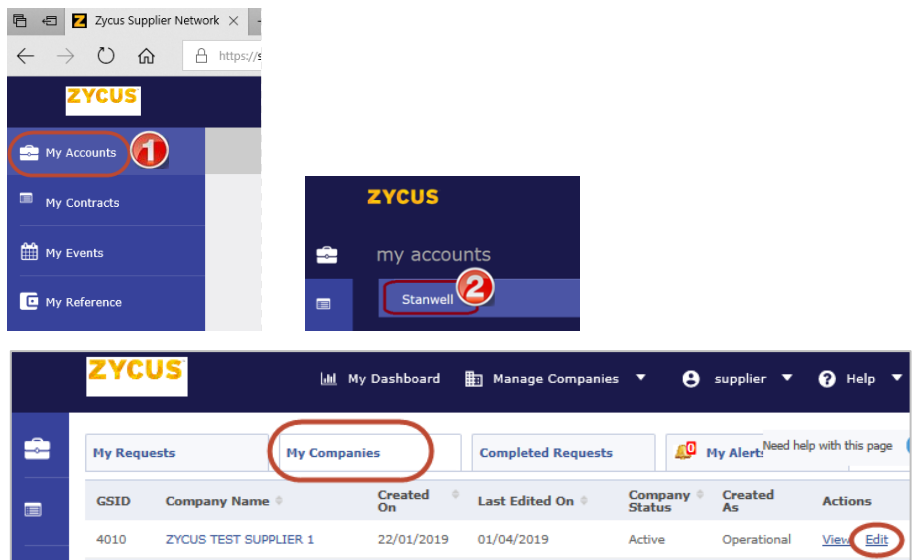 Zycus Supplier Network
https://s
ZYCUS
My Accounts
1
My Contracts
My Events
My Reference
ZYCUS
my accounts
Stanwell
2
ZYCUS
My Dashboard Manage Companies supplier Help
My Requests My Companies Completed Requests 0 My Alerts Need help with this page
GSID Company Name Created On Last Edited On Company Status Created As Actions
4010 ZYCUS TEST SUPPLIER 1 22/01/2019 01/04/2019 Active Operational View Edit